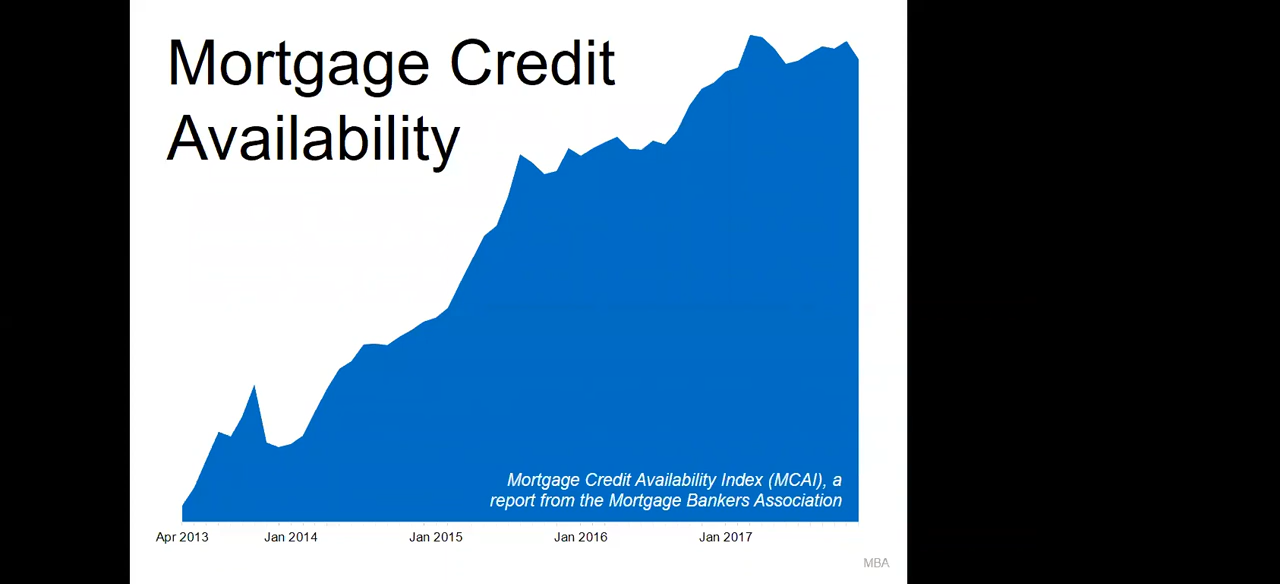 Mortgage Credit
Availability
Mortgage Credit Availability Index (MCAI), a
report from the Mortgage Bankers Association
Apr 2013 Jan 2014 Jan 2015 Jan 2016 Jan 2017
MBA